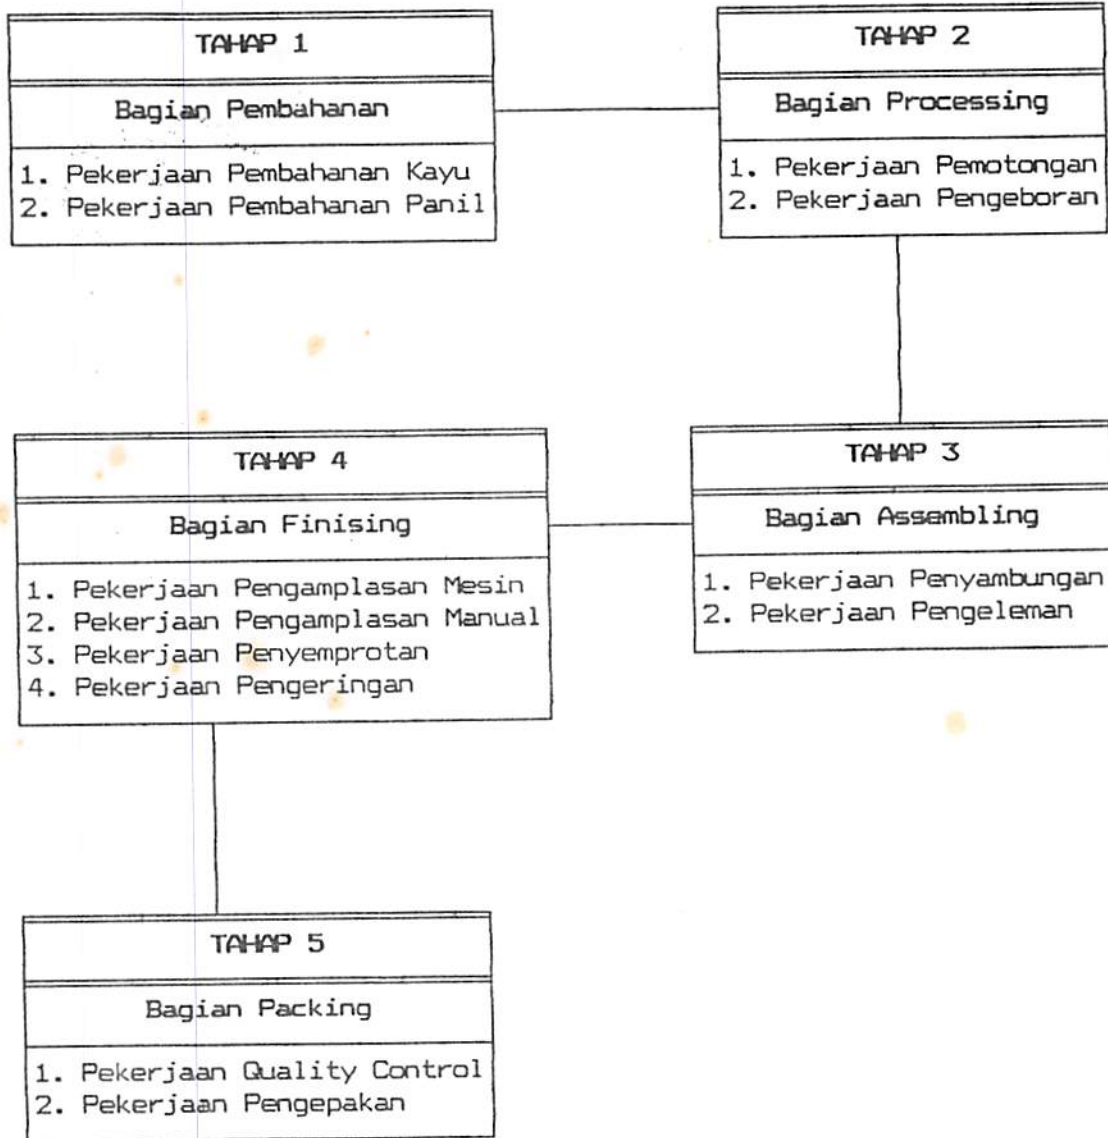 TAHAP 1
Bagian Pembahanan
1. Pekerjaan Pembahanan Kayu
2. Pekerjaan Pembahanan Panil
TAHAP 2
Bagian Processing
1. Pekerjaan Pemotongan
2. Pekerjaan Pengeboran
TAHAP 3
Bagian Assembling
1. Pekerjaan Penyambungan
2. Pekerjaan Pengeleman
TAHAP 4
Bagian Finising
1. Pekerjaan Pengamplasan Mesin
2. Pekerjaan Pengamplasan Manual
3. Pekerjaan Penyemprotan
4. Pekerjaan Pengeringan
TAHAP 5
Bagian Packing
1. Pekerjaan Quality Control
2. Pekerjaan Pengepakan